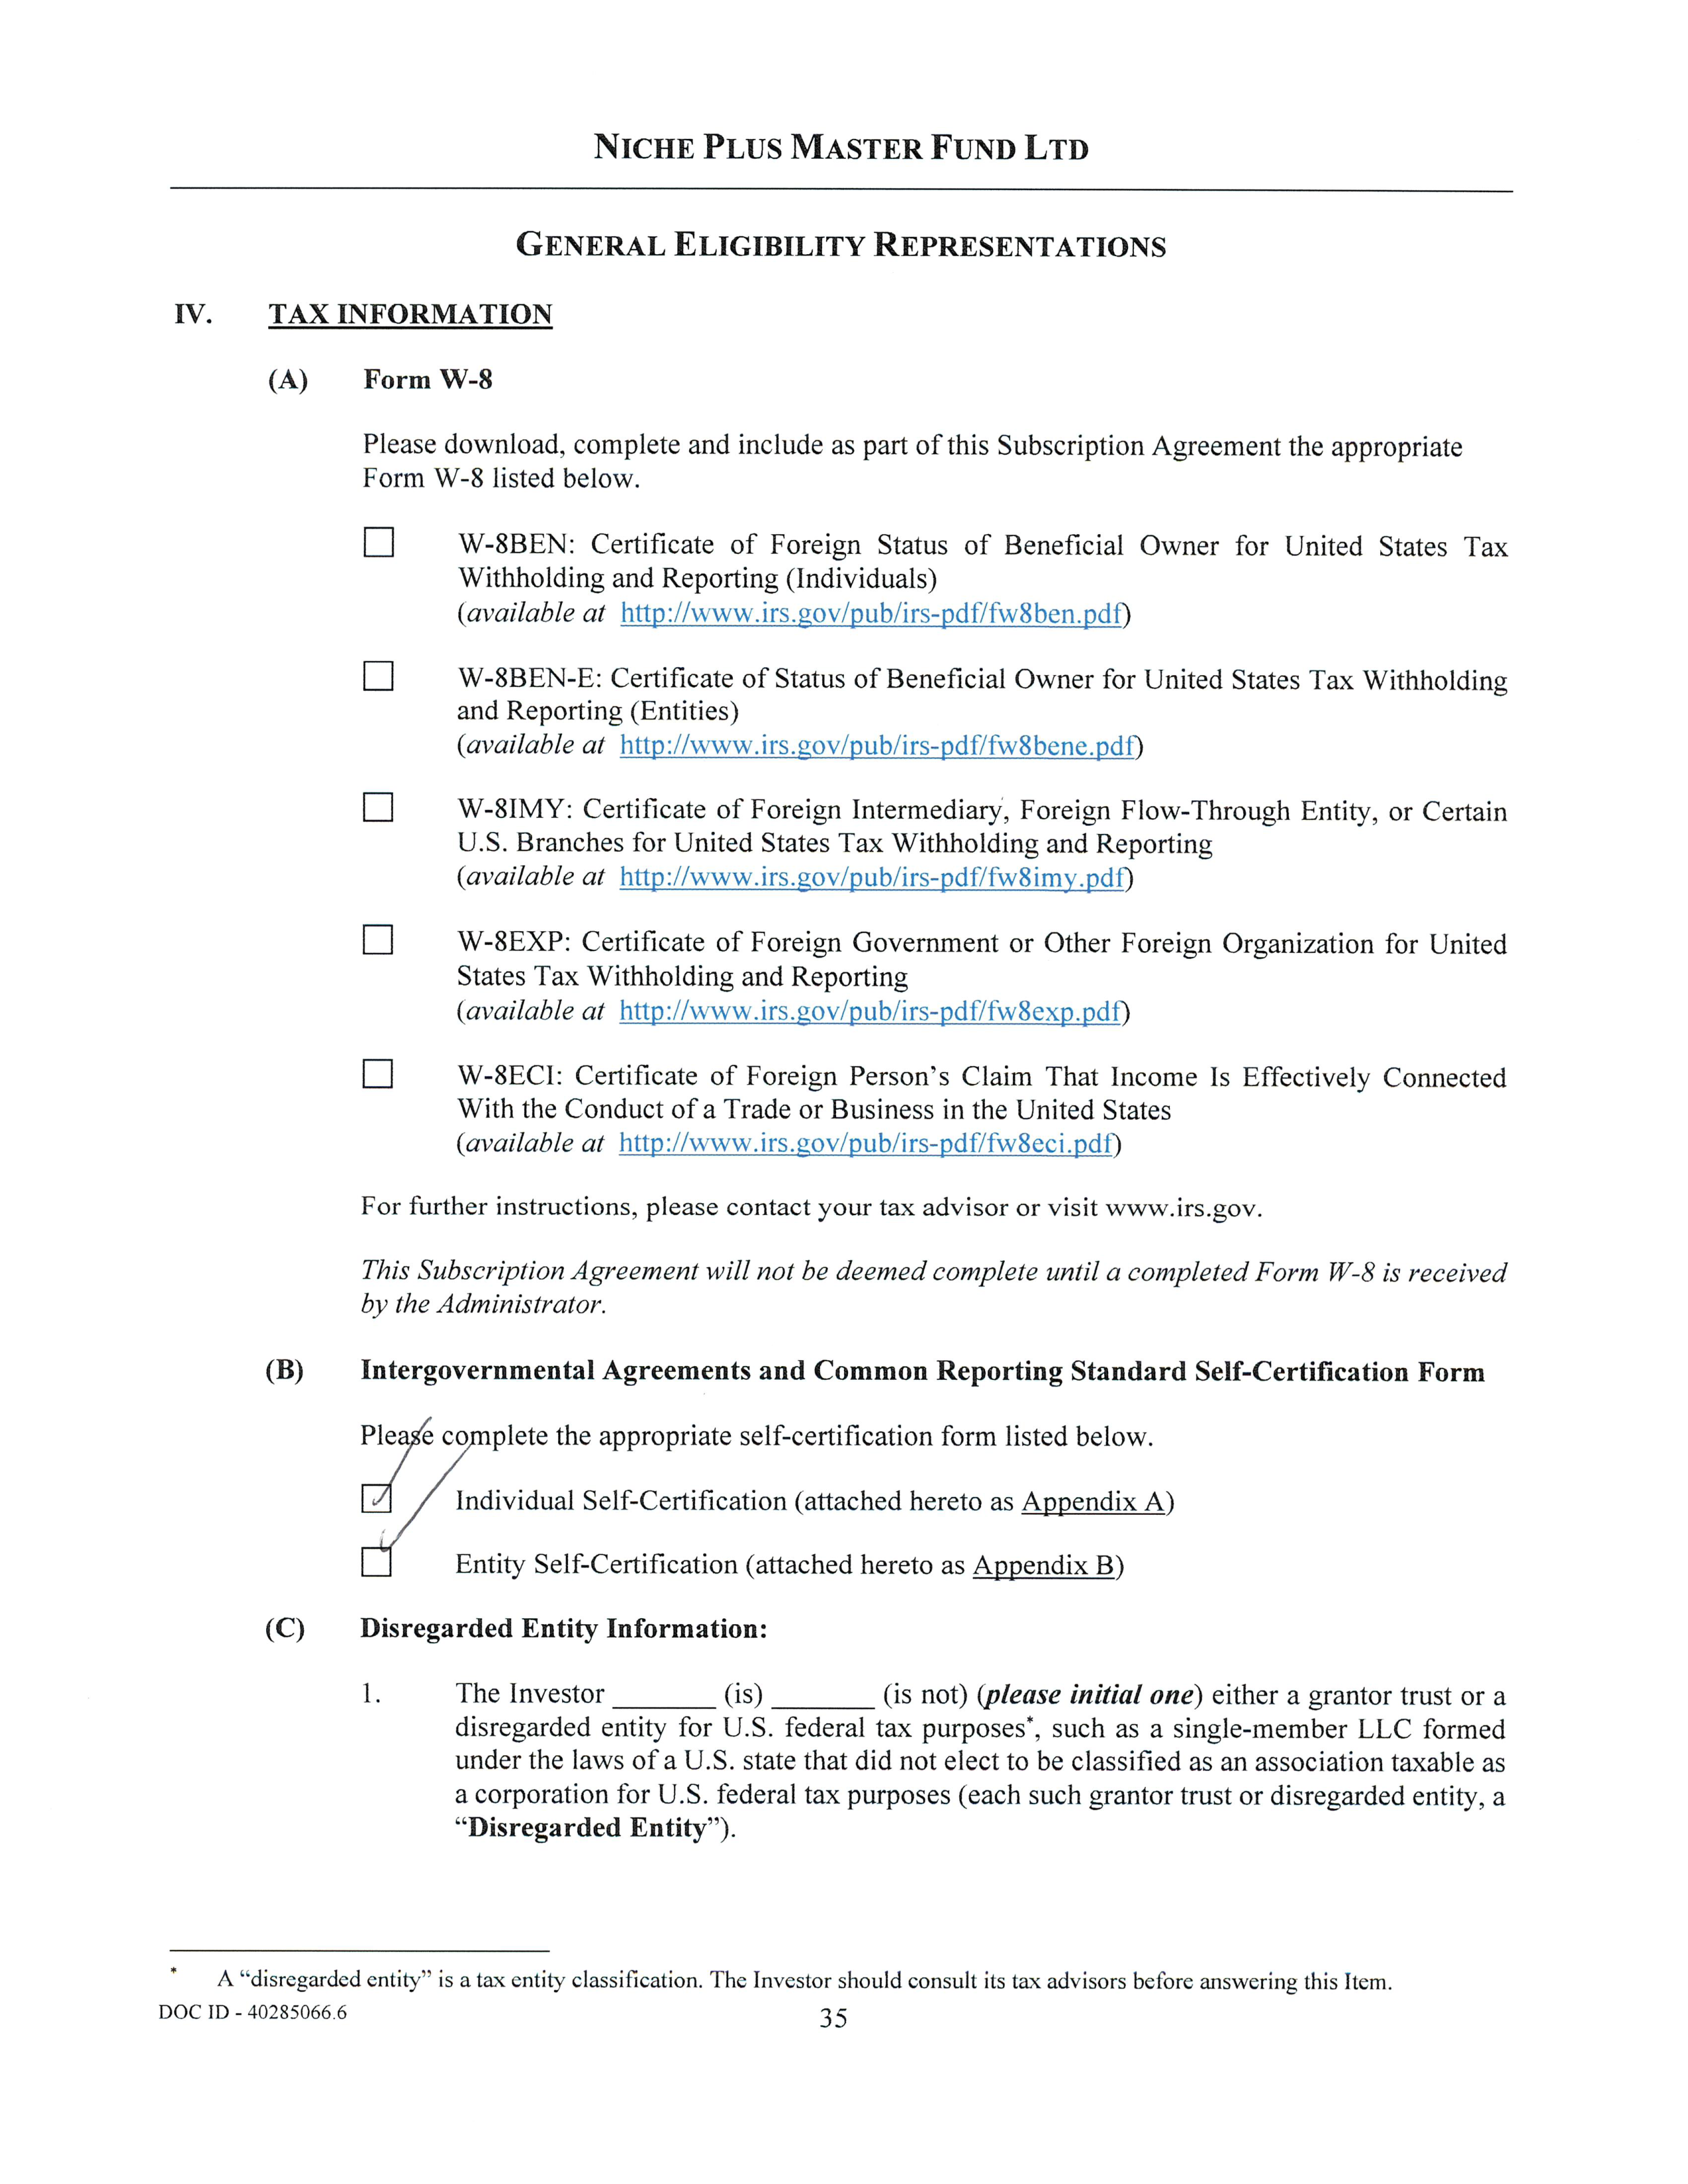 NICHE PLUS MASTER FUND LTD
GENERAL ELIGIBILITY REPRESENTATIONS
IV. TAX INFORMATION
(A) Form W-8
Please download, complete and include as part of this Subscription Agreement the appropriate
Form W-8 listed below.
☐ W-8BEN: Certificate of Foreign Status of Beneficial Owner for United States Tax
Withholding and Reporting (Individuals)
(available at http://www.irs.gov/pub/irs-pdf/fw8ben.pdf)
☐ W-8BEN-E: Certificate of Status of Beneficial Owner for United States Tax Withholding
and Reporting (Entities)
(available at http://www.irs.gov/pub/irs-pdf/fw8bene.pdf)
☐ W-8IMY: Certificate of Foreign Intermediary, Foreign Flow-Through Entity, or Certain
U.S. Branches for United States Tax Withholding and Reporting
(available at http://www.irs.gov/pub/irs-pdf/fw8imy.pdf)
☐ W-8EXP: Certificate of Foreign Government or Other Foreign Organization for United
States Tax Withholding and Reporting
(available at http://www.irs.gov/pub/irs-pdf/fw8exp.pdf)
☐ W-8ECI: Certificate of Foreign Person's Claim That Income Is Effectively Connected
With the Conduct of a Trade or Business in the United States
(available at http://www.irs.gov/pub/irs-pdf/fw8eci.pdf)
For further instructions, please contact your tax advisor or visit www.irs.gov.
This Subscription Agreement will not be deemed complete until a completed Form W-8 is received
by the Administrator.
(B) Intergovernmental Agreements and Common Reporting Standard Self-Certification Form
Please complete the appropriate self-certification form listed below.
☑ Individual Self-Certification (attached hereto as Appendix A)
☑ Entity Self-Certification (attached hereto as Appendix B)
(C) Disregarded Entity Information:
1. The Investor _______ (is) _______ (is not) (please initial one) either a grantor trust or a
disregarded entity for U.S. federal tax purposes*, such as a single-member LLC formed
under the laws of a U.S. state that did not elect to be classified as an association taxable as
a corporation for U.S. federal tax purposes (each such grantor trust or disregarded entity, a
“Disregarded Entity”).
* A “disregarded entity” is a tax entity classification. The Investor should consult its tax advisors before answering this Item.
DOC ID - 40285066.6
35